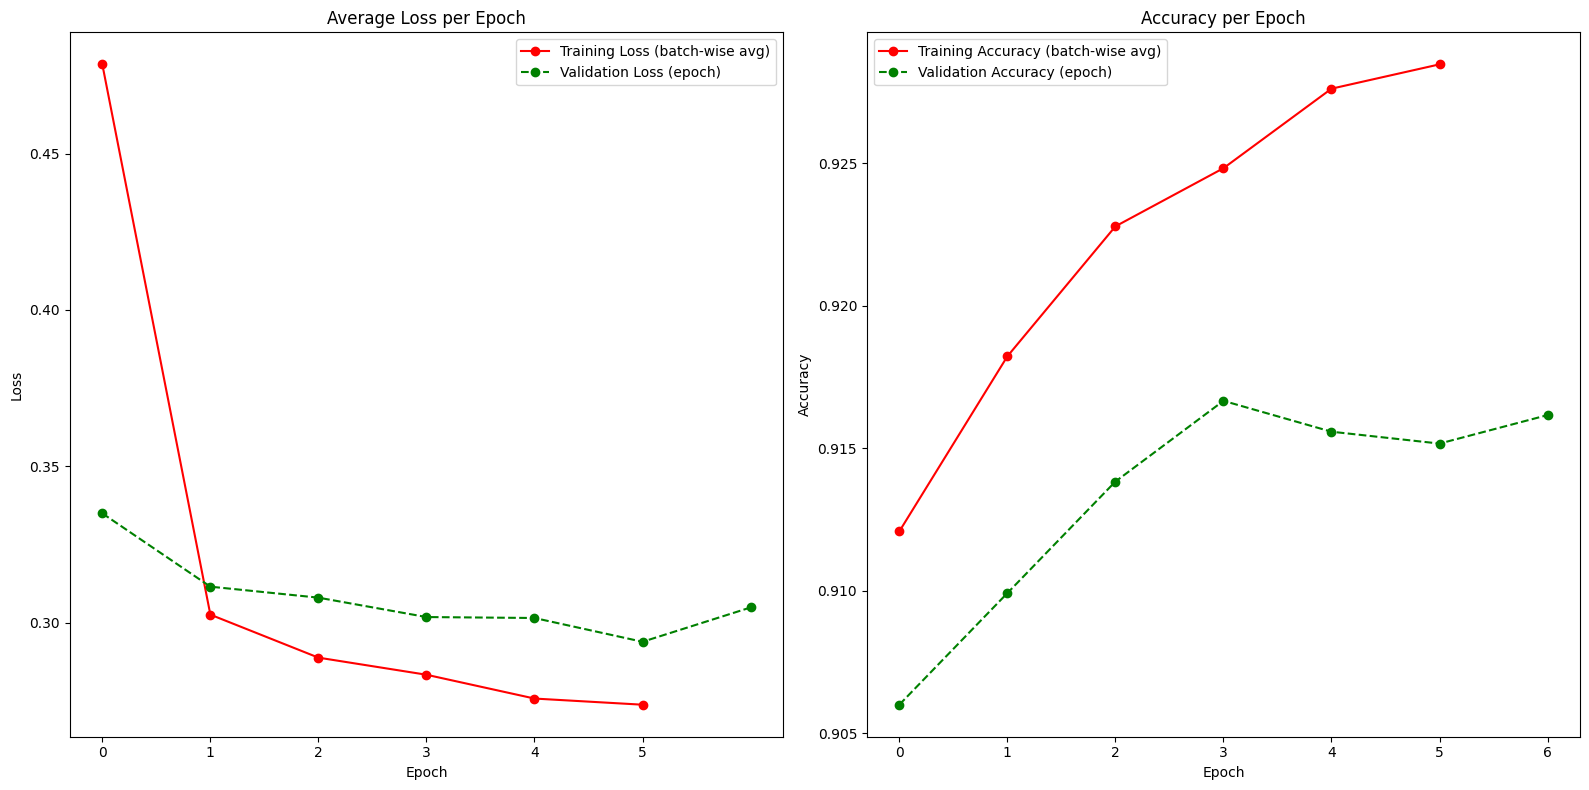 Average Loss per Epoch
Training Loss (batch-wise avg)
Validation Loss (epoch)
Loss
0.45
0.40
0.35
0.30
0 1 2 3 4 5
Epoch
Accuracy per Epoch
Training Accuracy (batch-wise avg)
Validation Accuracy (epoch)
Accuracy
0.925
0.920
0.915
0.910
0.905
0 1 2 3 4 5 6
Epoch